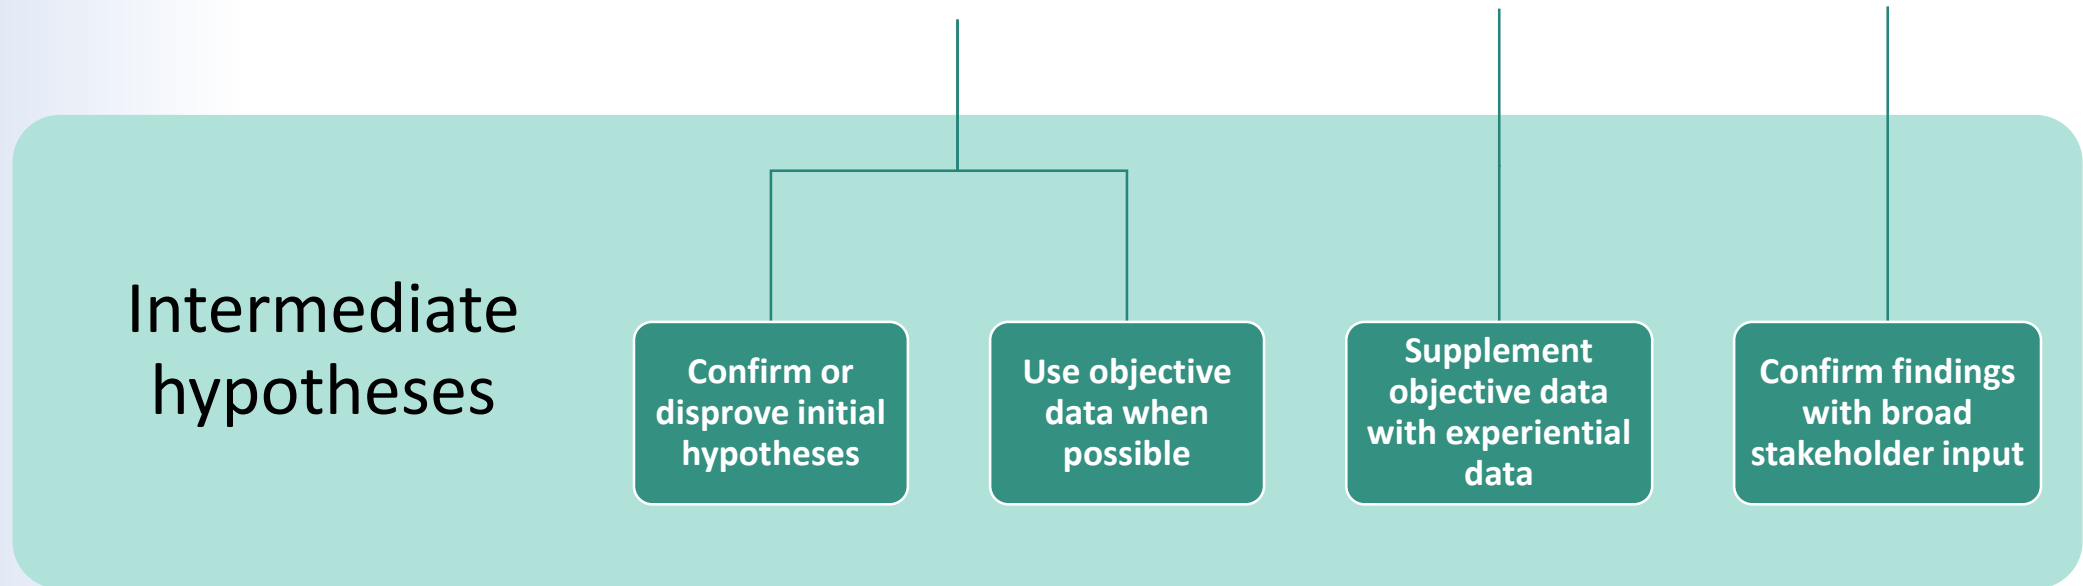 Intermediate
hypotheses
Confirm or
disprove initial
hypotheses
Use objective
data when
possible
Supplement
objective data
with experiential
data
Confirm findings
with broad
stakeholder input